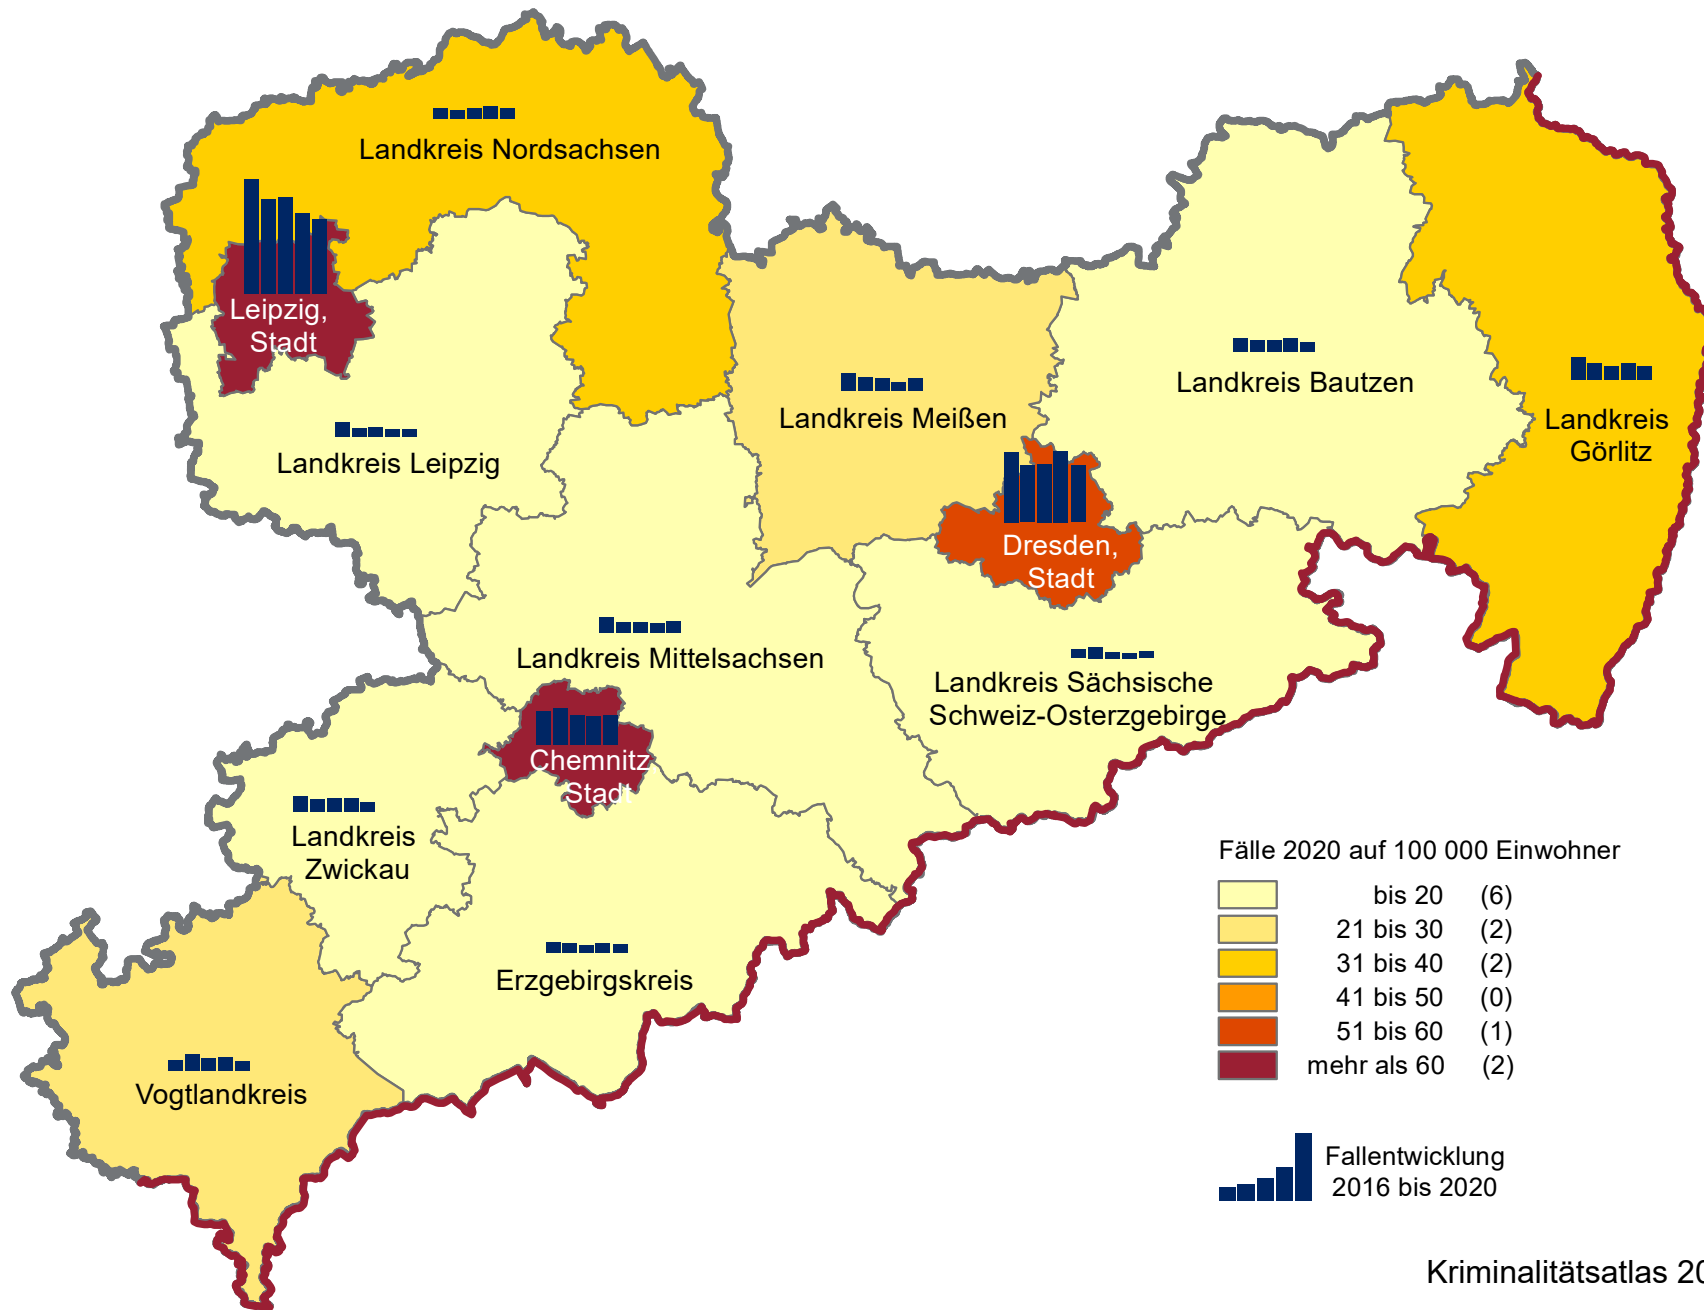 Landkreis Nordsachsen
Leipzig,
Stadt
Landkreis Bautzen
Landkreis Meißen
Landkreis
Görlitz
Landkreis Leipzig
Dresden,
Stadt
Landkreis Mittelsachsen
Landkreis Sächsische
Schweiz-Osterzgebirge
Chemnitz
Stadt
Landkreis
Zwickau
Erzgebirgskreis
Vogtlandkreis
Fälle 2020 auf 100 000 Einwohner
bis 20 (6)
21 bis 30 (2)
31 bis 40 (2)
41 bis 50 (0)
51 bis 60 (1)
mehr als 60 (2)
Fallentwicklung
2016 bis 2020
Kriminalitätsatlas